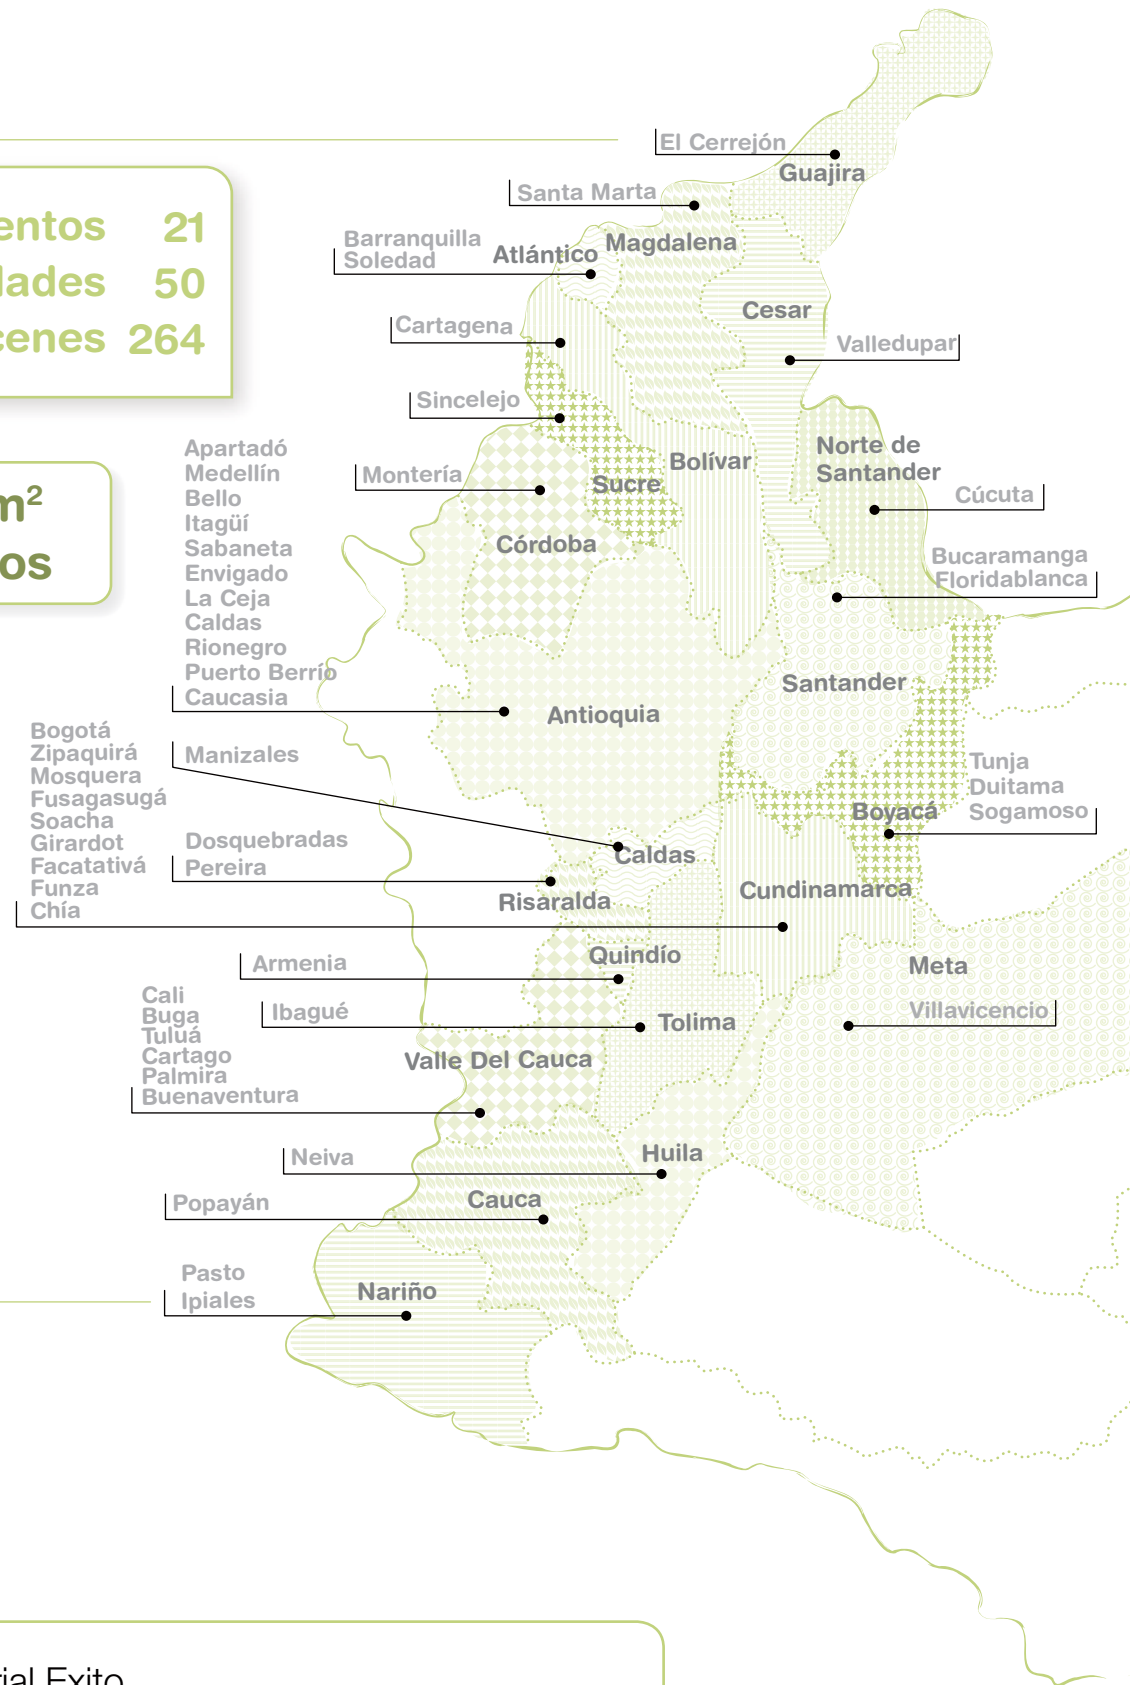 El Cerrejón
Guajira
Santa Marta
entos 21
Barranquilla
Soledad
Atlántico
Magdalena
lades 50
Cesar
cenes 264
Cartagena
Valledupar
Sincelejo
Apartadó
Medellín
Bello
Itagüí
Sabaneta
Envigado
La Ceja
Caldas
Rionegro
Puerto Berrío
Caucasia
Montería
Bolívar
Norte de
Santander
Sucre
m²
os
Cúcuta
Córdoba
Bucaramanga
Floridablanca
Santander
Antioquia
Bogotá
Zipaquirá
Mosquera
Fusagasugá
Soacha
Girardot
Facatativá
Funza
Chía
Manizales
Tunja
Duitama
Sogamoso
Boyacá
Dosquebradas
Pereira
Caldas
Cundinamarca
Risaralda
Quindío
Armenia
Meta
Cali
Buga
Tuluá
Cartago
Palmira
Buenaventura
Ibagué
Villavicencio
Tolima
Valle Del Cauca
Neiva
Huila
Popayán
Cauca
Pasto
Ipiales
Nariño
rial Exito